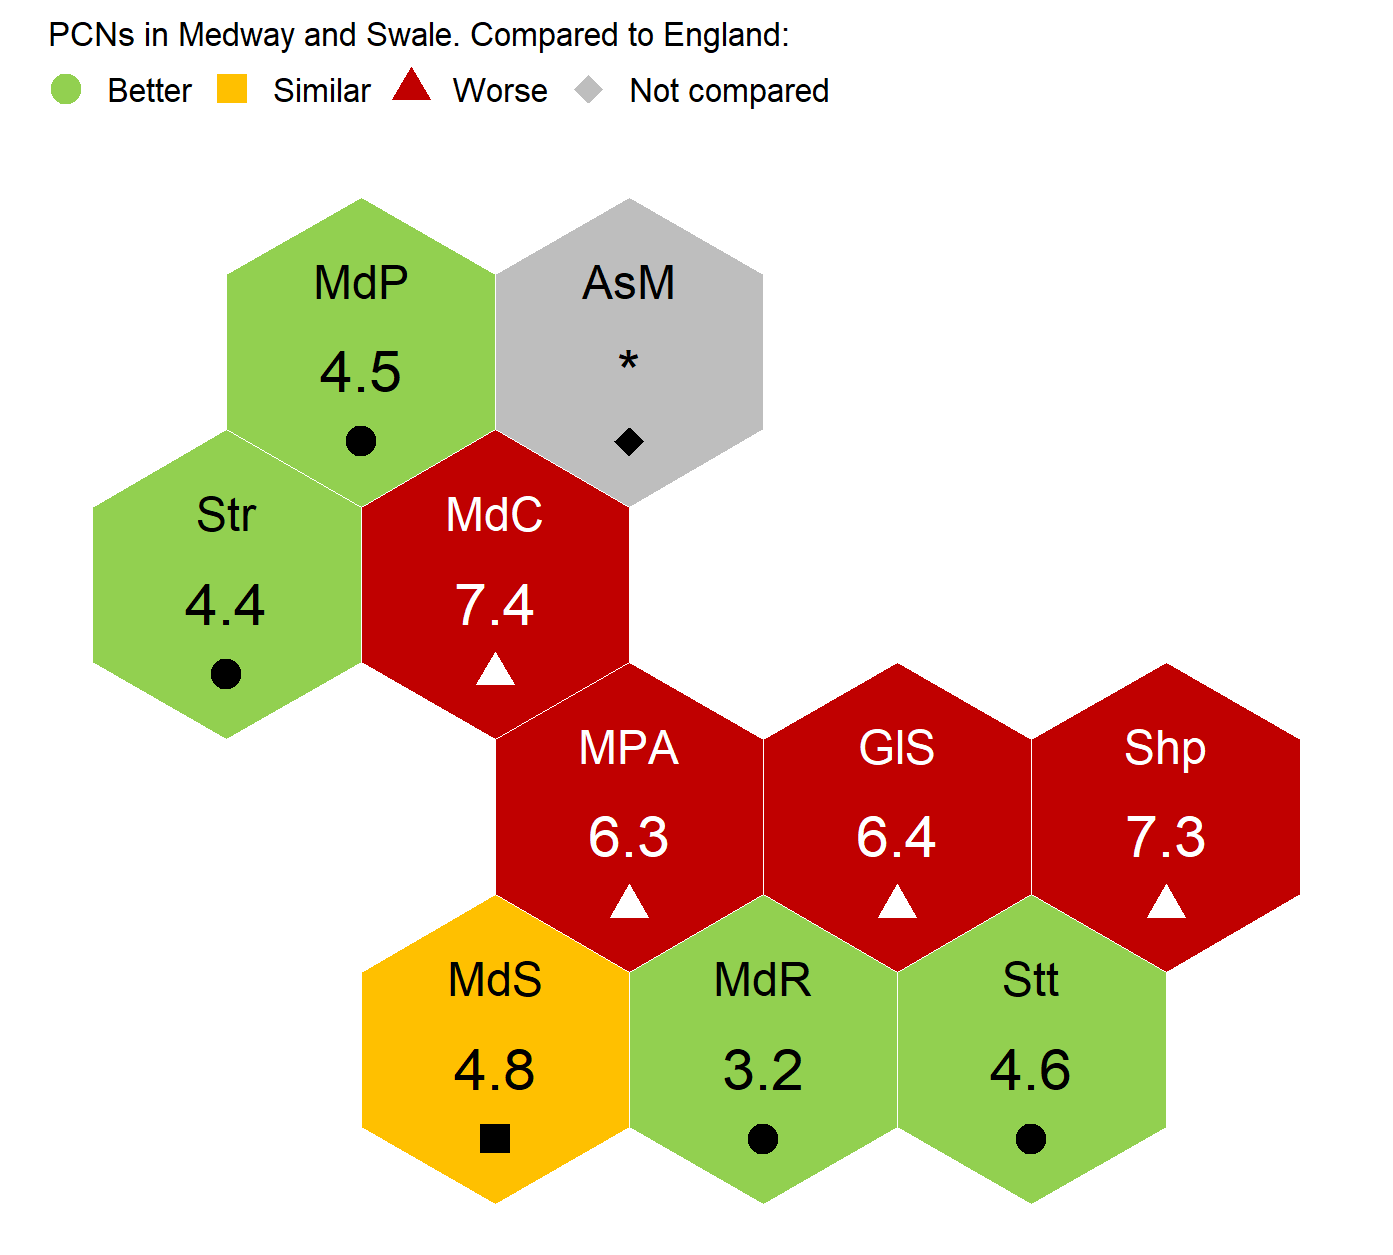 PCNs in Medway and Swale. Compared to England:
Better Similar Worse Not compared
MdP
4.5
AsM
*
Str
4.4
MdC
7.4
MPA
6.3
GlS
6.4
Shp
7.3
MdS
4.8
MdR
3.2
Stt
4.6